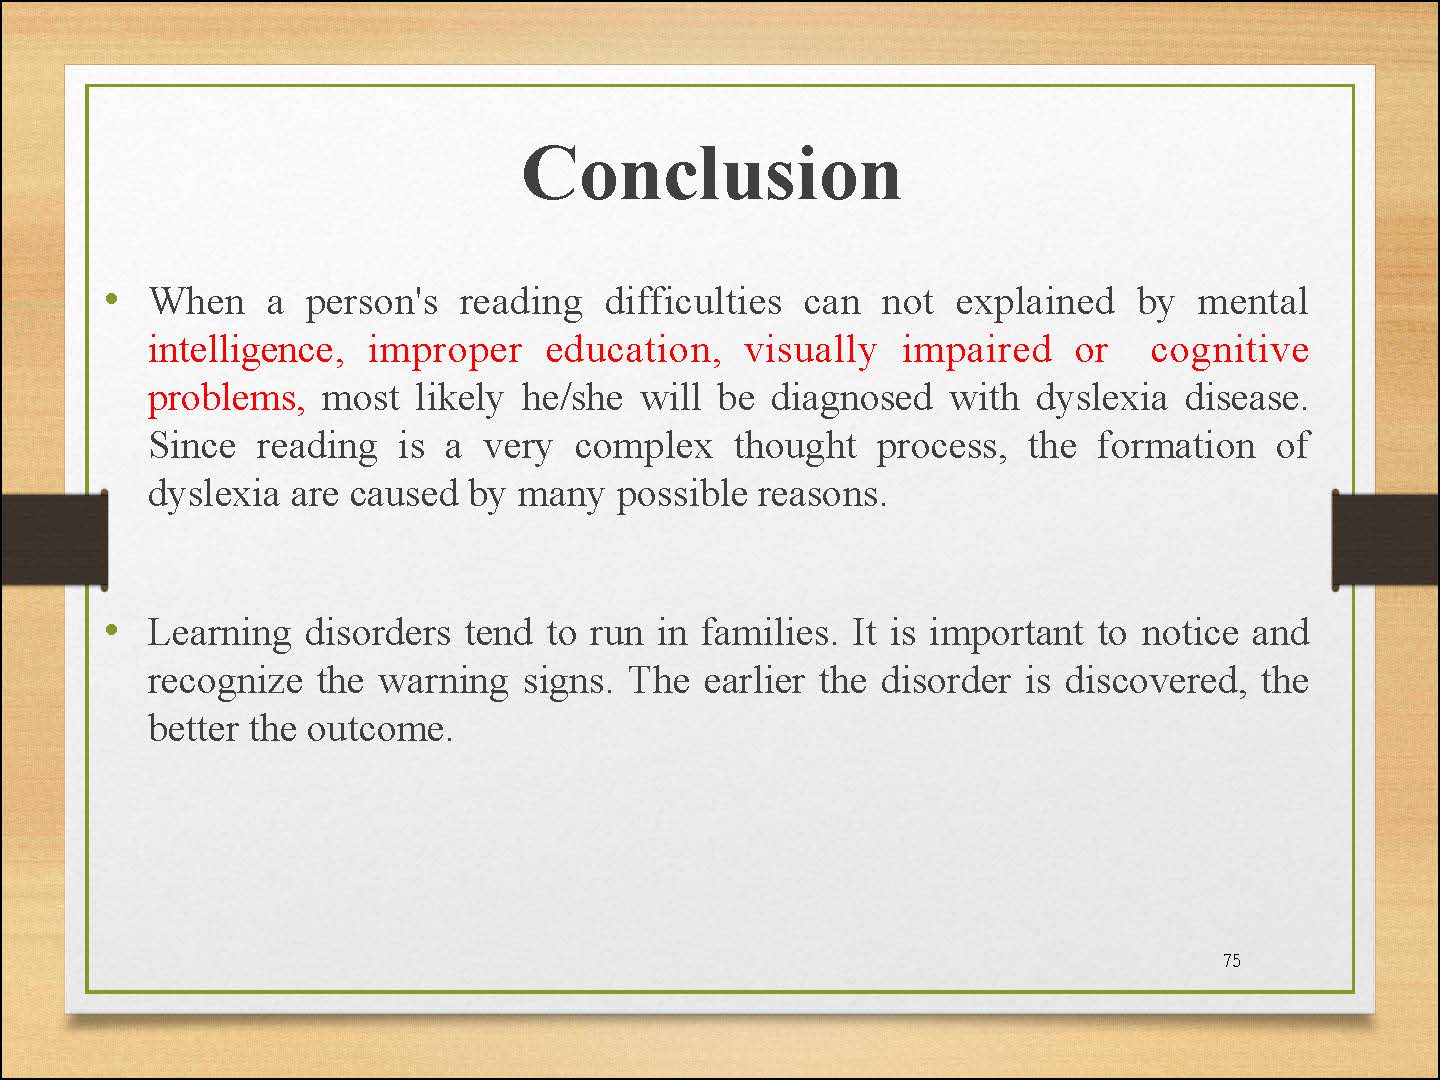 Conclusion
• When a person's reading difficulties can not explained by mental
intelligence, improper education, visually impaired or cognitive
problems, most likely he/she will be diagnosed with dyslexia disease.
Since reading is a very complex thought process, the formation of
dyslexia are caused by many possible reasons.
• Learning disorders tend to run in families. It is important to notice and
recognize the warning signs. The earlier the disorder is discovered, the
better the outcome.
75